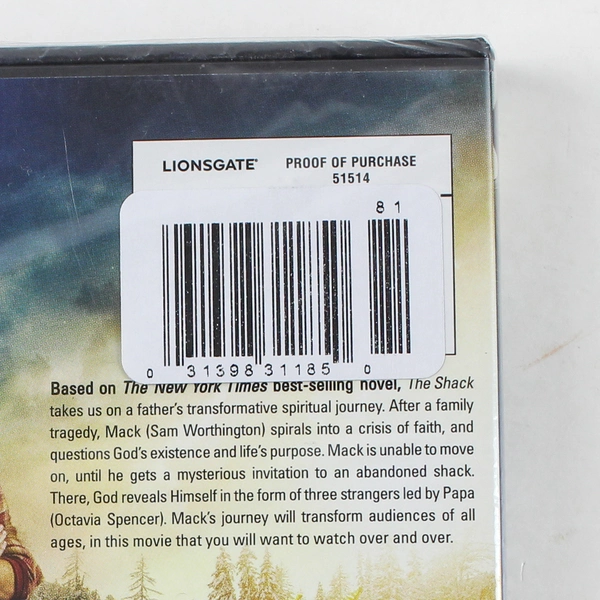 LIONSGATE® PROOF OF PURCHASE
51514
81
0 31398 31185 0
Based on The New York Times best-selling novel, The Shack
takes us on a father's transformative spiritual journey. After a family
tragedy, Mack (Sam Worthington) spirals into a crisis of faith, and
questions God's existence and life's purpose. Mack is unable to move
on, until he gets a mysterious invitation to an abandoned shack.
There, God reveals Himself in the form of three strangers led by Papa
(Octavia Spencer). Mack's journey will transform audiences of all
ages, in this movie that you will want to watch over and over.